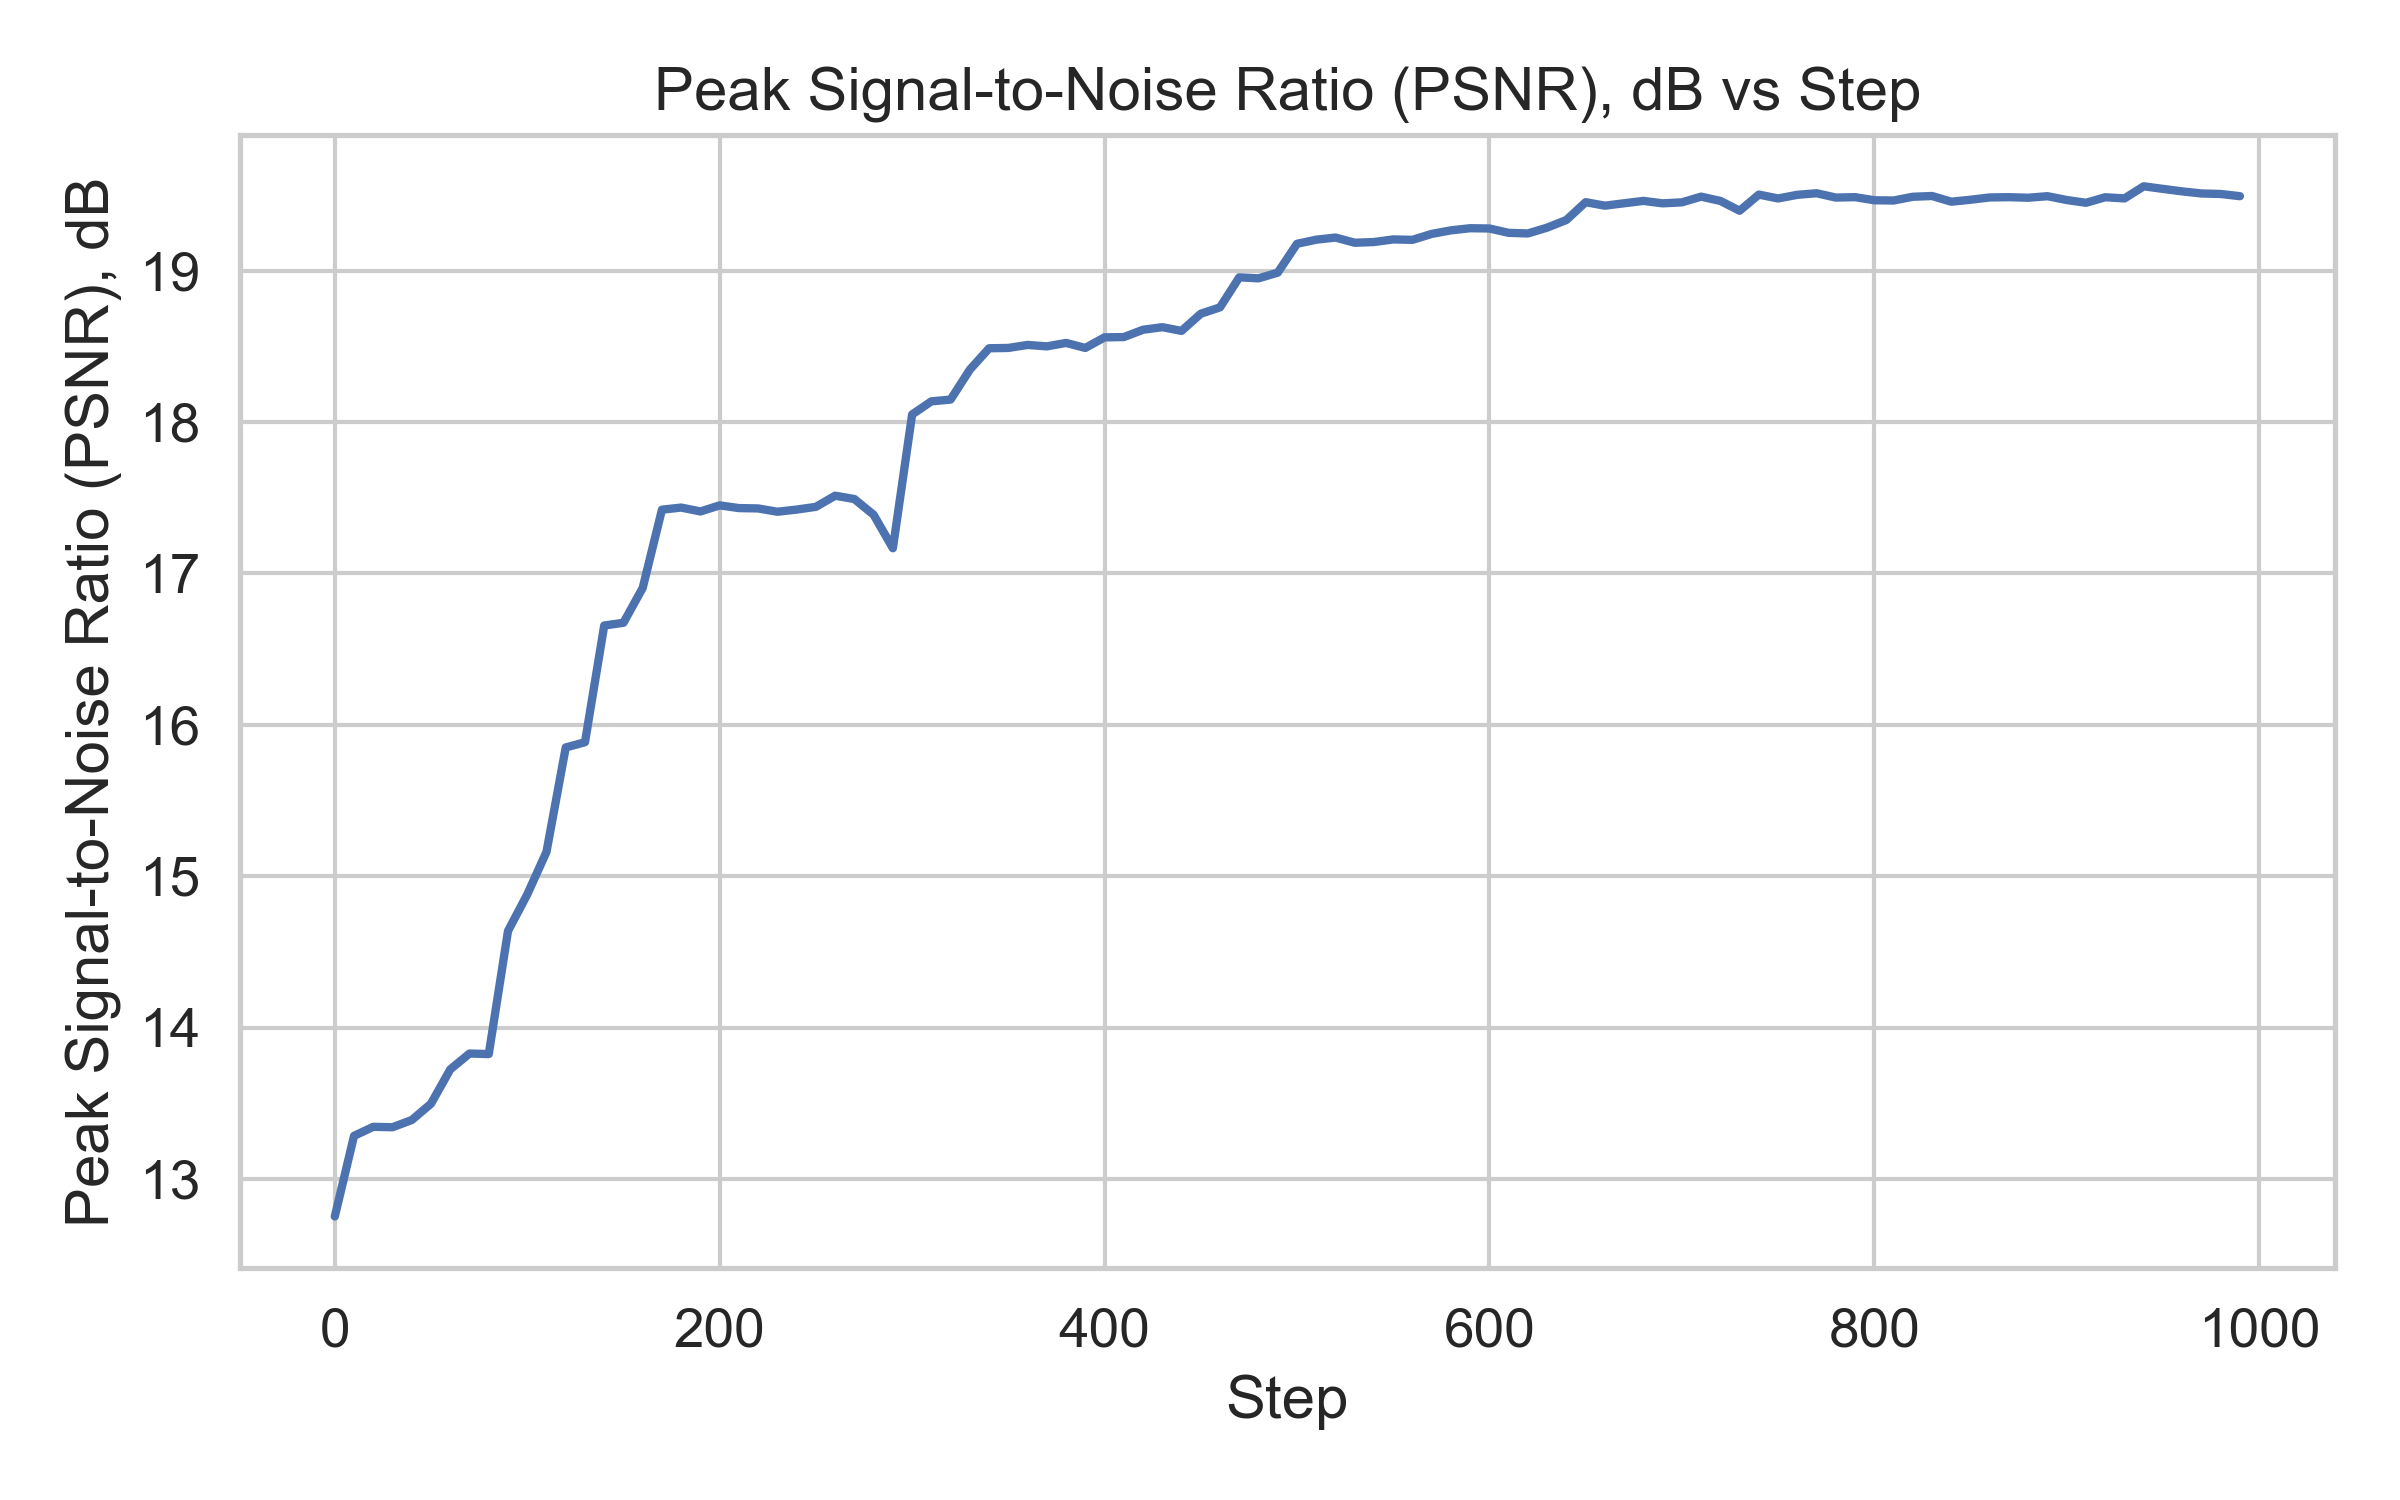 Peak Signal-to-Noise Ratio (PSNR), dB vs Step
Peak Signal-to-Noise Ratio (PSNR), dB
19
18
17
16
15
14
13
0 200 400 600 800 1000
Step